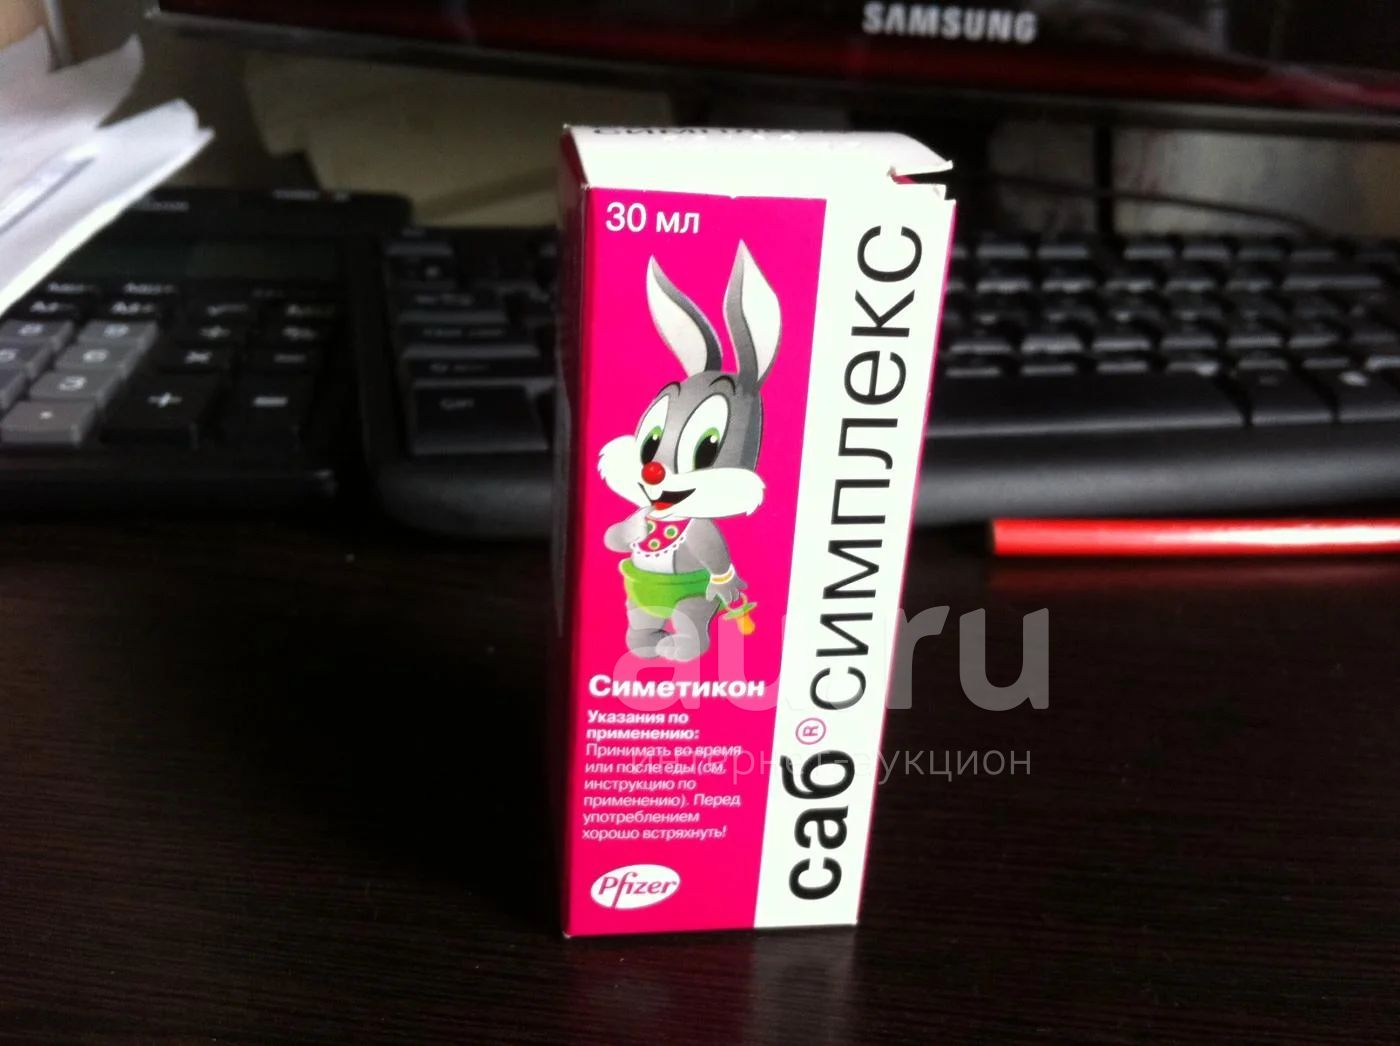 SAMSUNG
30 мл
саб® симплекс
Симетикон
Указания по
применению:
Принимать во время
или после еды (см.
инструкцию по
применению). Перед
употреблением
хорошо встряхнуть!
Pfizer
au.ru
интернет-аукцион